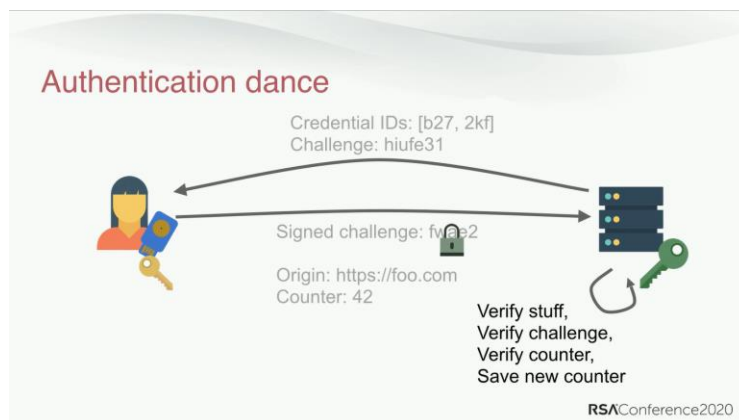 Authentication dance
Credential IDs: [b27, 2kf]
Challenge: hiufe31
Signed challenge: fwae2
Origin: https://foo.com
Counter: 42
Verify stuff,
Verify challenge,
Verify counter,
Save new counter
RSAConference2020